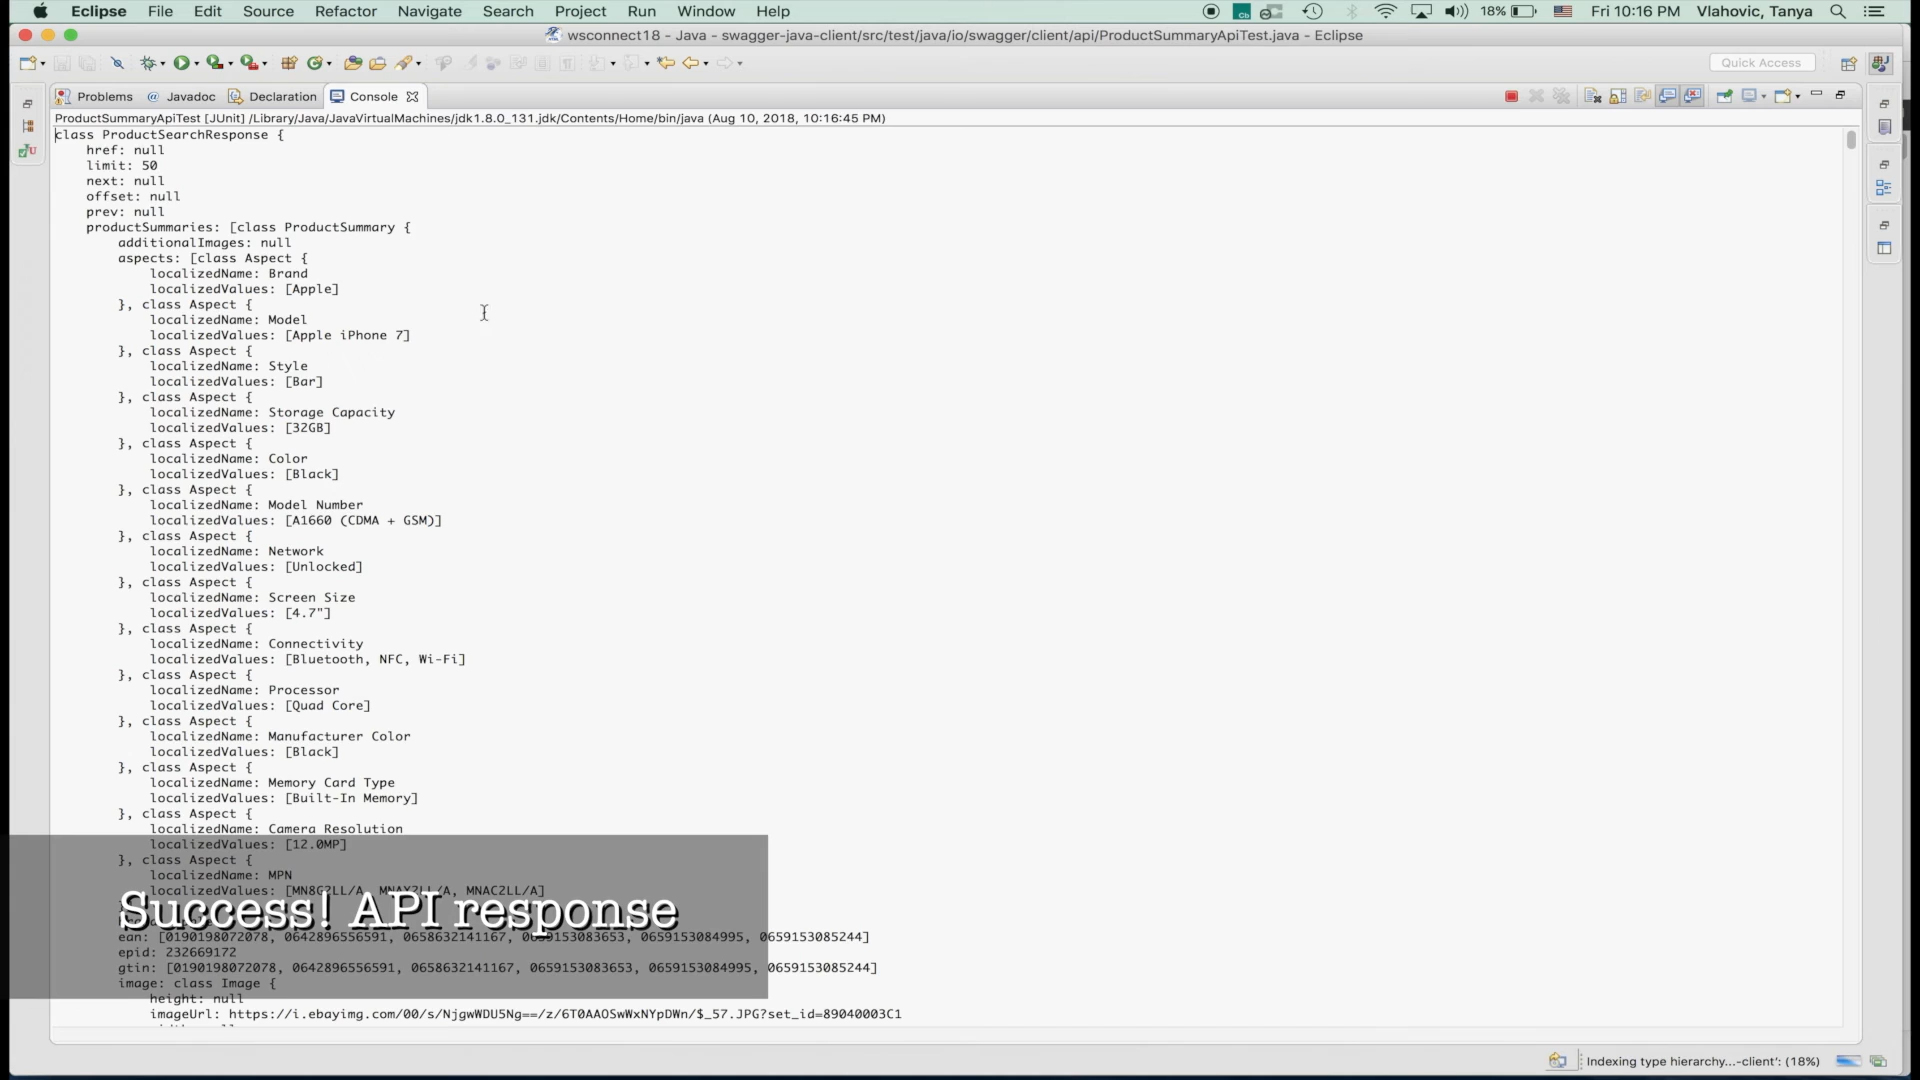 Eclipse File Edit Source Refactor Navigate Search Project Run Window Help 18% Fri 10:16 PM Vlahovic, Tanya
wsconnect18 - Java - swagger-java-client/src/test/java/io/swagger/client/api/ProductSummaryApiTest.java - Eclipse
Quick Access
Problems @ Javadoc Declaration Console
ProductSummaryApiTest [JUnit] /Library/Java/JavaVirtualMachines/jdk1.8.0_131.jdk/Contents/Home/bin/java (Aug 10, 2018, 10:16:45 PM)
class ProductSearchResponse {
href: null
limit: 50
next: null
offset: null
prev: null
productSummaries: [class ProductSummary {
additionalImages: null
aspects: [class Aspect {
localizedName: Brand
localizedValues: [Apple]
}, class Aspect {
localizedName: Model
localizedValues: [Apple iPhone 7]
}, class Aspect {
localizedName: Style
localizedValues: [Bar]
}, class Aspect {
localizedName: Storage Capacity
localizedValues: [32GB]
}, class Aspect {
localizedName: Color
localizedValues: [Black]
}, class Aspect {
localizedName: Model Number
localizedValues: [A1660 (CDMA + GSM)]
}, class Aspect {
localizedName: Network
localizedValues: [Unlocked]
}, class Aspect {
localizedName: Screen Size
localizedValues: [4.7"]
}, class Aspect {
localizedName: Connectivity
localizedValues: [Bluetooth, NFC, Wi-Fi]
}, class Aspect {
localizedName: Processor
localizedValues: [Quad Core]
}, class Aspect {
localizedName: Manufacturer Color
localizedValues: [Black]
}, class Aspect {
localizedName: Memory Card Type
localizedValues: [Built-In Memory]
}, class Aspect {
localizedName: Camera Resolution
localizedValues: [12.0MP]
}, class Aspect {
localizedName: MPN
localizedValues: MNAC2LL/A]
Success! API response
ean: [0190198072078, 0642896556591, 0658632141167, 0659153083653, 0659153084995, 0659153085244]
epid: 232669172
gtin: [0190198072078, 0642896556591, 0658632141167, 0659153083653, 0659153084995, 0659153085244]
image: class Image {
height: null
imageUrl: https://i.ebayimg.com/00/s/NjgwWDU5Ng==/z/6T0AAOSwWxNYpDWn/$_57.JPG?set_id=89040003C1
Indexing type hierarchy...-client': (18%)